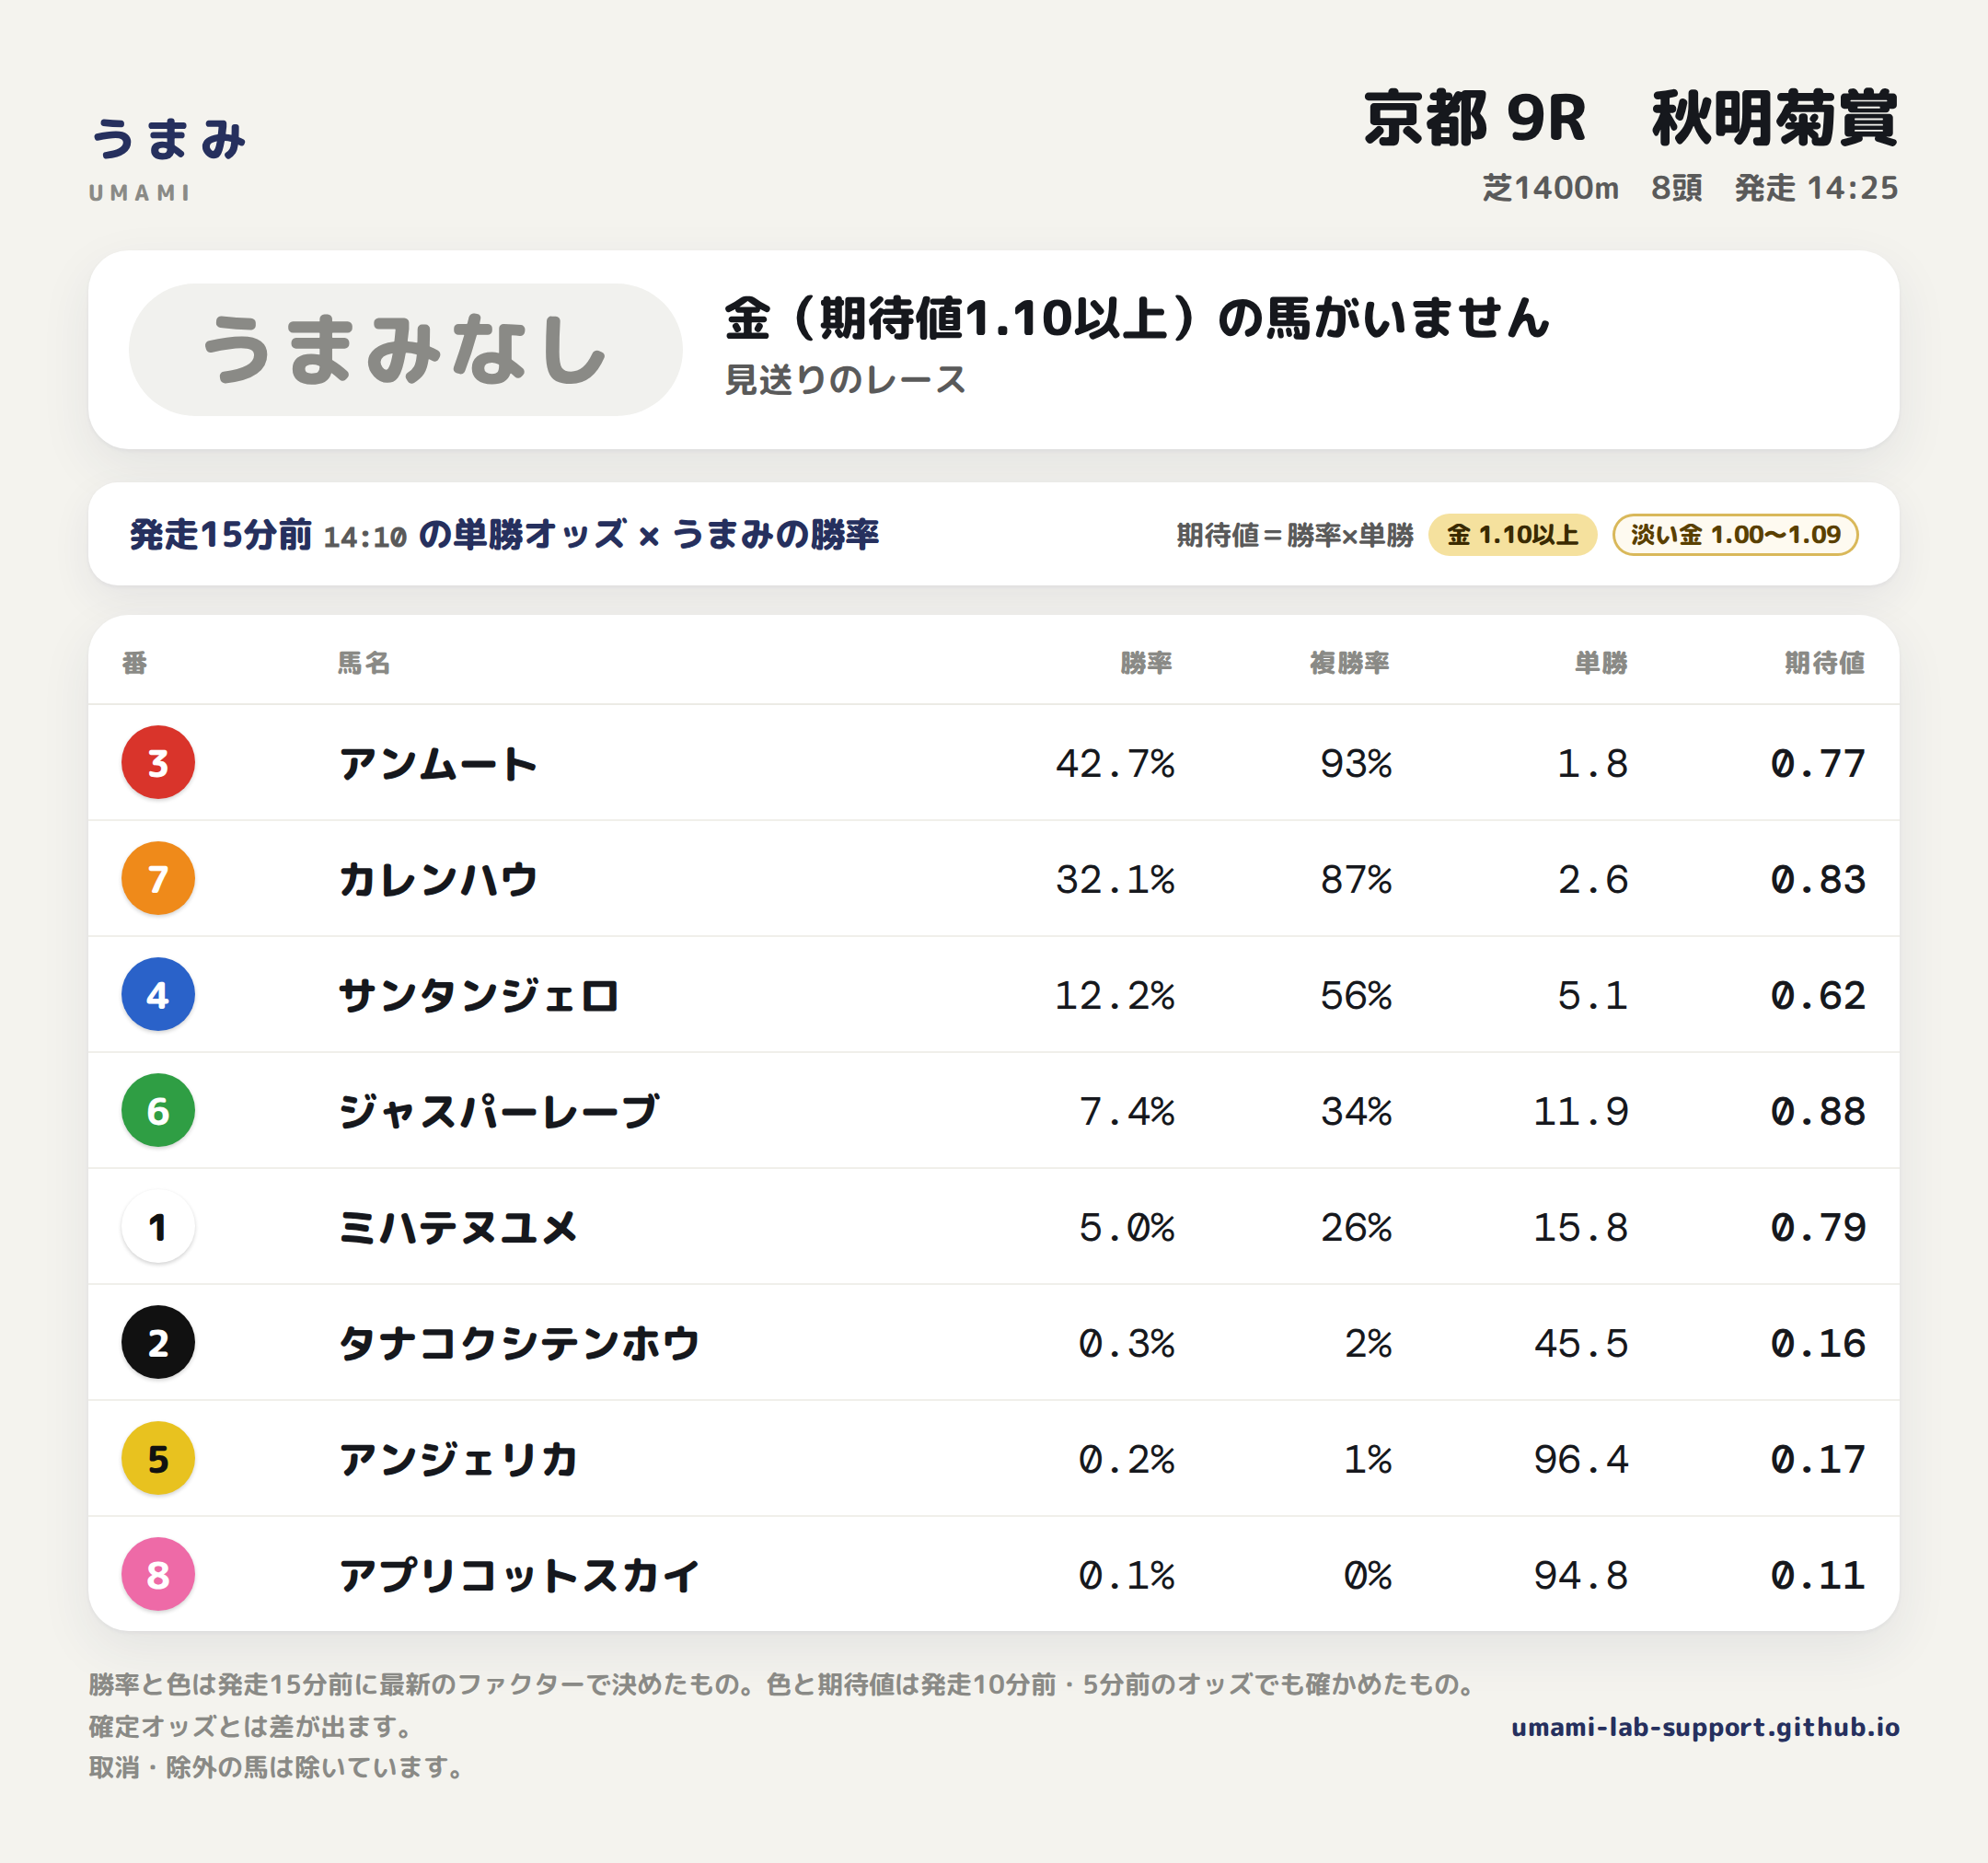 うまみ
UMAMI
京都 9R　秋明菊賞
芝1400m　8頭　発走 14:25
うまみなし
金（期待値1.10以上）の馬がいません
見送りのレース
発走15分前 14:10 の単勝オッズ × うまみの勝率
期待値＝勝率×単勝 金 1.10以上 淡い金 1.00〜1.09
番 馬名 勝率 複勝率 単勝 期待値
3 アンムート 42.7% 93% 1.8 0.77
7 カレンハウ 32.1% 87% 2.6 0.83
4 サンタンジェロ 12.2% 56% 5.1 0.62
6 ジャスパーレーブ 7.4% 34% 11.9 0.88
1 ミハテヌユメ 5.0% 26% 15.8 0.79
2 タナコクシテンホウ 0.3% 2% 45.5 0.16
5 アンジェリカ 0.2% 1% 96.4 0.17
8 アプリコットスカイ 0.1% 0% 94.8 0.11
勝率と色は発走15分前に最新のファクターで決めたもの。色と期待値は発走10分前・5分前のオッズでも確かめたもの。
確定オッズとは差が出ます。
取消・除外の馬は除いています。
umami-lab-support.github.io